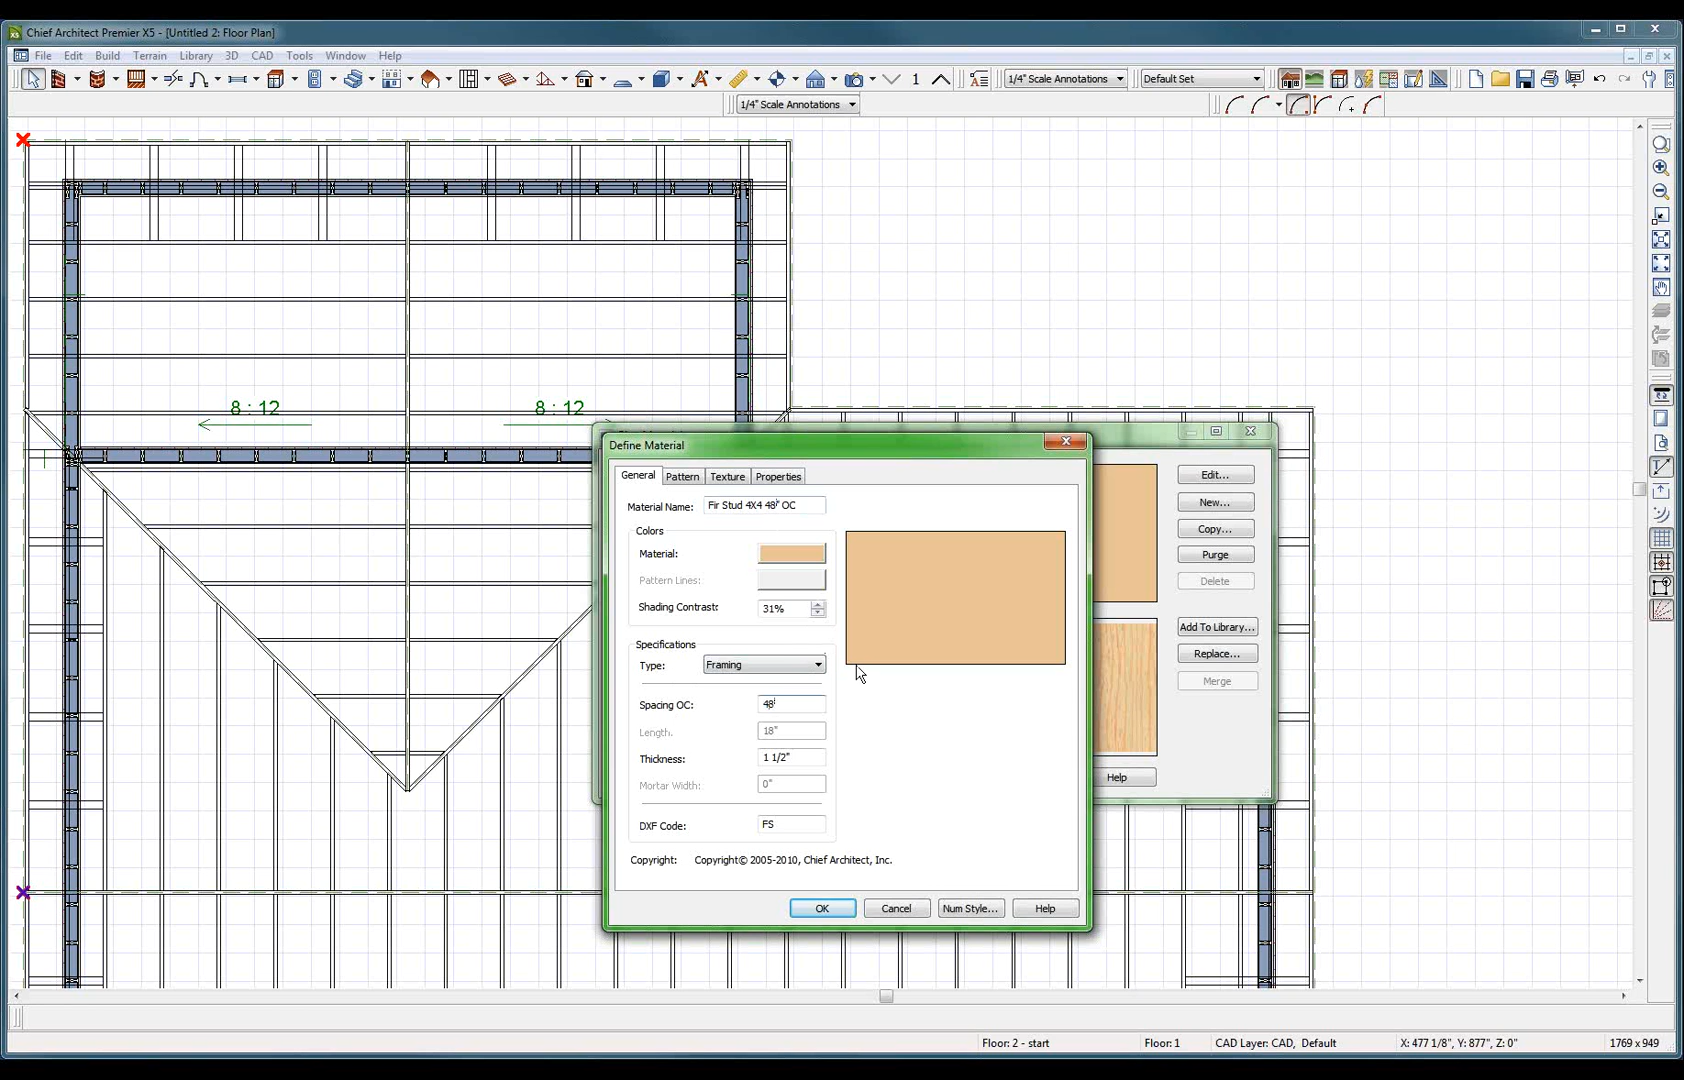 Chief Architect Premier X5 - [Untitled 2: Floor Plan]
File Edit Build Terrain Library 3D CAD Tools Window Help
1 1/4" Scale Annotations Default Set
1/4" Scale Annotations
8 : 12 8 : 12
Define Material
General Pattern Texture Properties
Material Name: Fir Stud 4X4 48" OC
Colors
Material:
Pattern Lines:
Shading Contrast: 31%
Specifications
Type: Framing
Spacing OC: 48"
Length. 18"
Thickness: 1 1/2"
Mortar Width: 0"
DXF Code: FS
Copyright: Copyright© 2005-2010, Chief Architect, Inc.
OK Cancel Num Style... Help
Edit...
New...
Copy...
Purge
Delete
Add To Library...
Replace...
Merge
Help
Floor: 2 - start Floor: 1 CAD Layer: CAD, Default X: 477 1/8", Y: 877", Z: 0" 1769 x 949